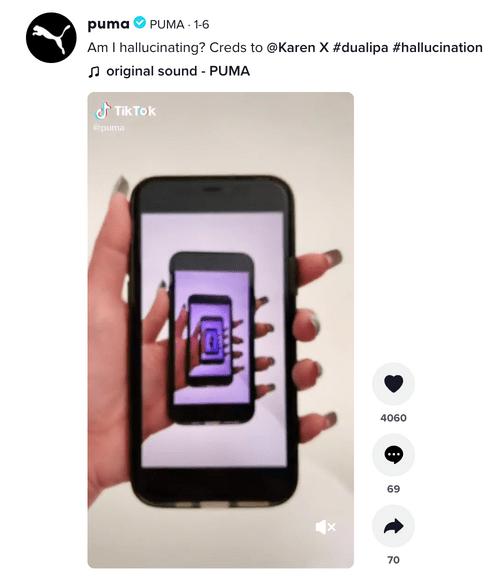 puma PUMA · 1-6
Am I hallucinating? Creds to @Karen X #dualipa #hallucination
original sound - PUMA
TikTok
@puma
4060
69
70